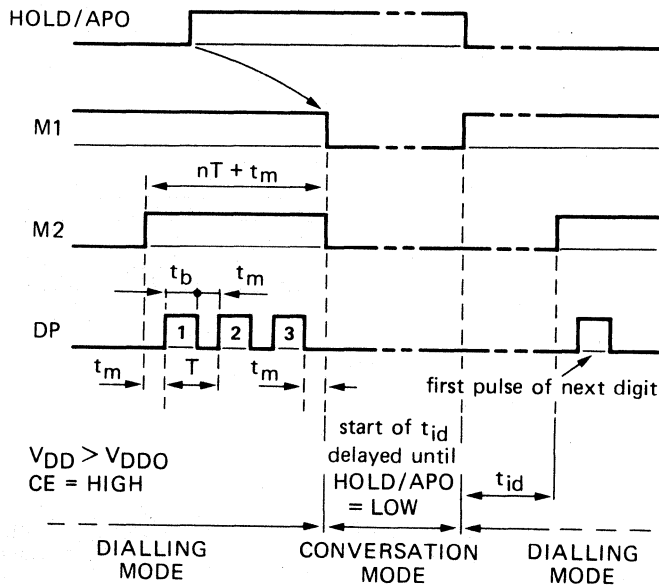 HOLD/APO
M1
nT + tm
M2
tb
tm
DP
1
2
3
tm
T
tm
first pulse of next digit
start of tid
delayed until
HOLD/APO
= LOW
VDD > VDDO
CE = HIGH
tid
DIALLING
MODE
CONVERSATION
MODE
DIALLING
MODE